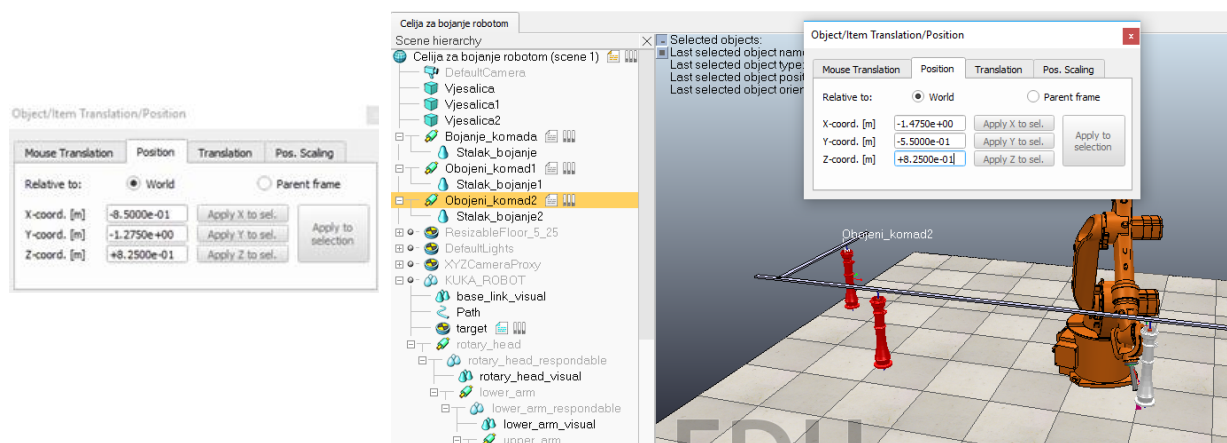 Object/Item Translation/Position
Mouse Translation Position Translation Pos. Scaling
Relative to: World Parent frame
X-coord. [m] -8.5000e-01 Apply X to sel.
Y-coord. [m] -1.2750e+00 Apply Y to sel.
Z-coord. [m] +8.2500e-01 Apply Z to sel.
Apply to
selection
Celija za bojanje robotom
Scene hierarchy
Celija za bojanje robotom (scene 1)
DefaultCamera
Vjesalica
Vjesalica1
Vjesalica2
Bojanje_komada
Stalak_bojanje
Obojeni_komad1
Stalak_bojanje1
Obojeni_komad2
Stalak_bojanje2
ResizableFloor_5_25
DefaultLights
XYZCameraProxy
KUKA_ROBOT
base_link_visual
Path
target
rotary_head
rotary_head_respondable
rotary_head_visual
lower_arm
lower_arm_respondable
lower_arm_visual
upper_arm
Selected objects:
Last selected object name
Last selected object type:
Last selected object posit
Last selected object orien
Object/Item Translation/Position
x
Mouse Translation Position Translation Pos. Scaling
Relative to: World Parent frame
X-coord. [m] -1.4750e+00 Apply X to sel.
Y-coord. [m] -5.5000e-01 Apply Y to sel.
Z-coord. [m] +8.2500e-01 Apply Z to sel.
Apply to
selection
Obojeni_komad2
EDU